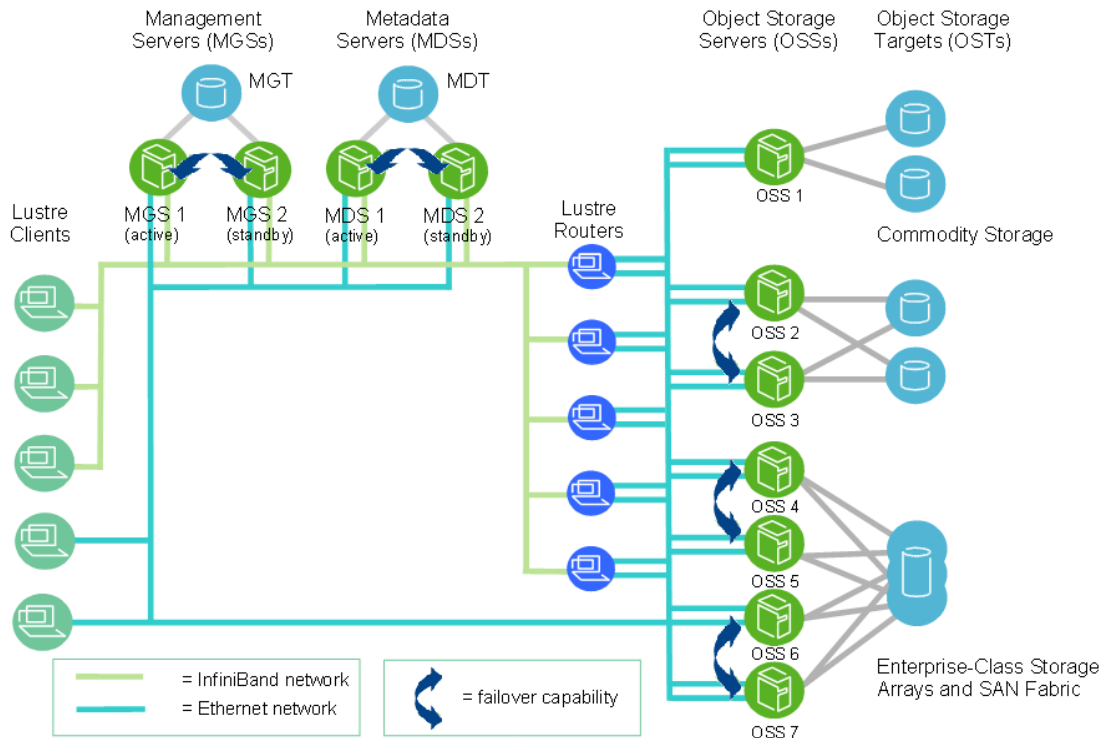 Management
Servers (MGSs)
Metadata
Servers (MDSs)
Object Storage
Servers (OSSs)
Object Storage
Targets (OSTs)
MGT
MDT
MGS 1
(active)
MGS 2
(standby)
MDS 1
(active)
MDS 2
(standby)
Lustre
Clients
Lustre
Routers
OSS 1
Commodity Storage
OSS 2
OSS 3
OSS 4
OSS 5
OSS 6
OSS 7
Enterprise-Class Storage
Arrays and SAN Fabric
= InfiniBand network
= Ethernet network
= failover capability